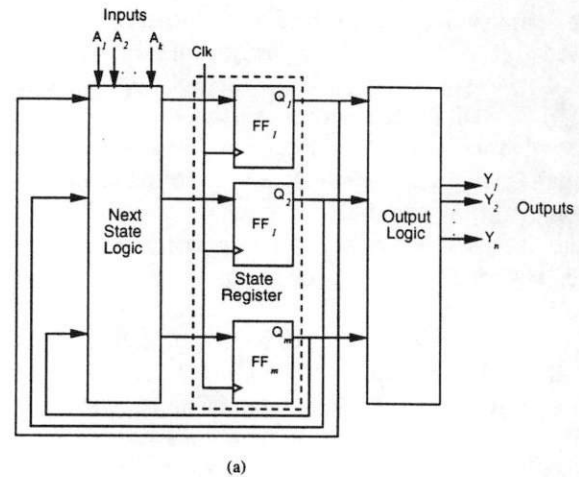 Inputs
A1 A2 Ak
Clk
Q1
FF1
Q2
FF1
Next
State
Logic
State
Register
Qm
FFm
Output
Logic
Y1
Y2
Yn
Outputs
(a)